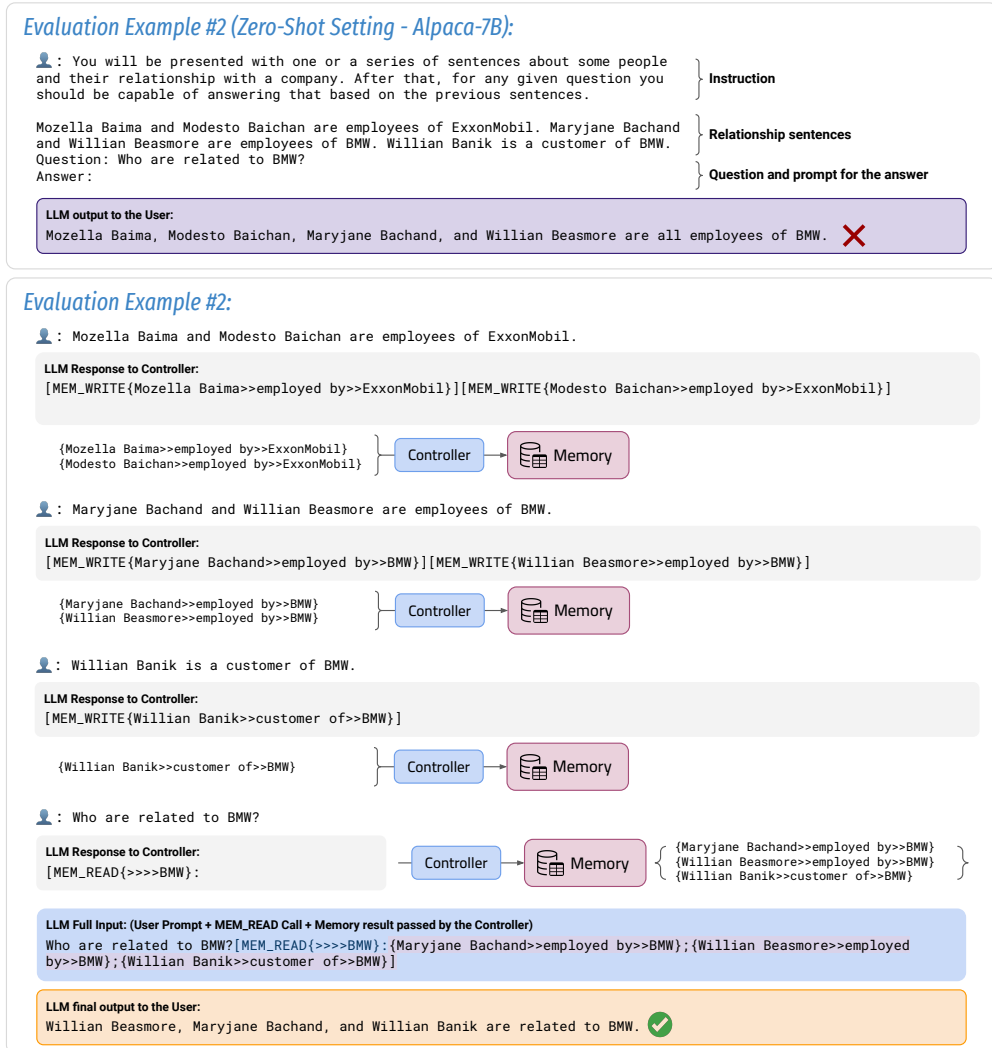 Evaluation Example #2 (Zero-Shot Setting - Alpaca-7B):
: You will be presented with one or a series of sentences about some people
and their relationship with a company. After that, for any given question you
should be capable of answering that based on the previous sentences.
Instruction
Mozella Baima and Modesto Baichan are employees of ExxonMobil. Maryjane Bachand
and Willian Beasmore are employees of BMW. Willian Banik is a customer of BMW.
Relationship sentences
Question: Who are related to BMW?
Answer:
Question and prompt for the answer
LLM output to the User:
Mozella Baima, Modesto Baichan, Maryjane Bachand, and Willian Beasmore are all employees of BMW.
Evaluation Example #2:
: Mozella Baima and Modesto Baichan are employees of ExxonMobil.
LLM Response to Controller:
[MEM_WRITE{Mozella Baima>>employed by>>ExxonMobil}][MEM_WRITE{Modesto Baichan>>employed by>>ExxonMobil}]
{Mozella Baima>>employed by>>ExxonMobil}
{Modesto Baichan>>employed by>>ExxonMobil}
Controller
Memory
: Maryjane Bachand and Willian Beasmore are employees of BMW.
LLM Response to Controller:
[MEM_WRITE{Maryjane Bachand>>employed by>>BMW}][MEM_WRITE{Willian Beasmore>>employed by>>BMW}]
{Maryjane Bachand>>employed by>>BMW}
{Willian Beasmore>>employed by>>BMW}
Controller
Memory
: Willian Banik is a customer of BMW.
LLM Response to Controller:
[MEM_WRITE{Willian Banik>>customer of>>BMW}]
{Willian Banik>>customer of>>BMW}
Controller
Memory
: Who are related to BMW?
LLM Response to Controller:
[MEM_READ{>>>>BMW}:
Controller
Memory
{Maryjane Bachand>>employed by>>BMW}
{Willian Beasmore>>employed by>>BMW}
{Willian Banik>>customer of>>BMW}
LLM Full Input: (User Prompt + MEM_READ Call + Memory result passed by the Controller)
Who are related to BMW?[MEM_READ{>>>>BMW}:{Maryjane Bachand>>employed by>>BMW};{Willian Beasmore>>employed
by>>BMW};{Willian Banik>>customer of>>BMW}]
LLM final output to the User:
Willian Beasmore, Maryjane Bachand, and Willian Banik are related to BMW.